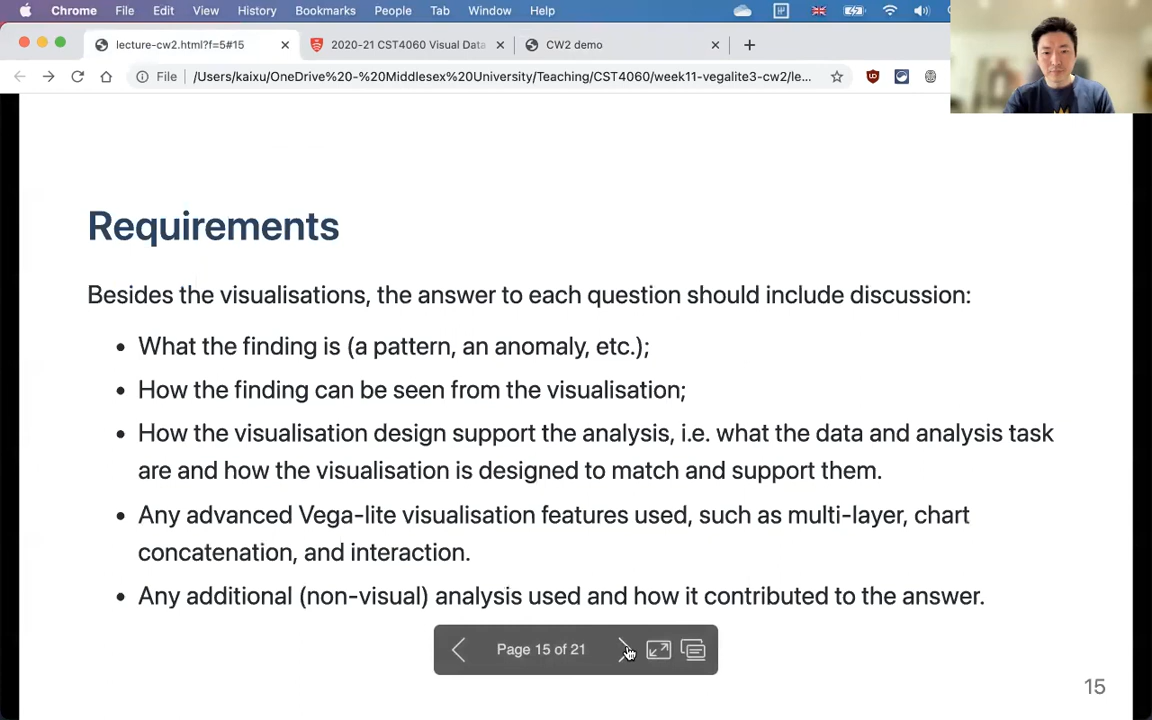 Chrome File Edit View History Bookmarks People Tab Window Help
lecture-cw2.html?f=5#15
2020-21 CST4060 Visual Data
CW2 demo
File /Users/kaixu/OneDrive%20-%20Middlesex%20University/Teaching/CST4060/week11-vegalite3-cw2/le...
Requirements
Besides the visualisations, the answer to each question should include discussion:
• What the finding is (a pattern, an anomaly, etc.);
• How the finding can be seen from the visualisation;
• How the visualisation design support the analysis, i.e. what the data and analysis task
are and how the visualisation is designed to match and support them.
• Any advanced Vega-lite visualisation features used, such as multi-layer, chart
concatenation, and interaction.
• Any additional (non-visual) analysis used and how it contributed to the answer.
Page 15 of 21
15